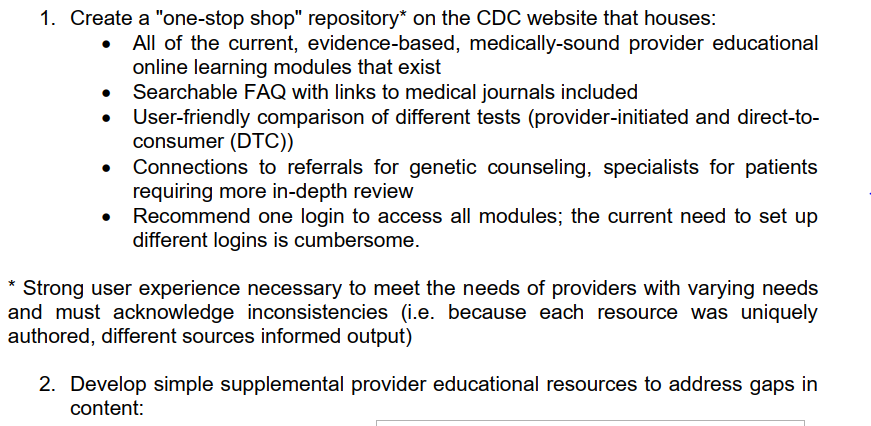 1. Create a "one-stop shop" repository* on the CDC website that houses:
• All of the current, evidence-based, medically-sound provider educational
online learning modules that exist
• Searchable FAQ with links to medical journals included
• User-friendly comparison of different tests (provider-initiated and direct-to-
consumer (DTC))
• Connections to referrals for genetic counseling, specialists for patients
requiring more in-depth review
• Recommend one login to access all modules; the current need to set up
different logins is cumbersome.
* Strong user experience necessary to meet the needs of providers with varying needs
and must acknowledge inconsistencies (i.e. because each resource was uniquely
authored, different sources informed output)
2. Develop simple supplemental provider educational resources to address gaps in
content: